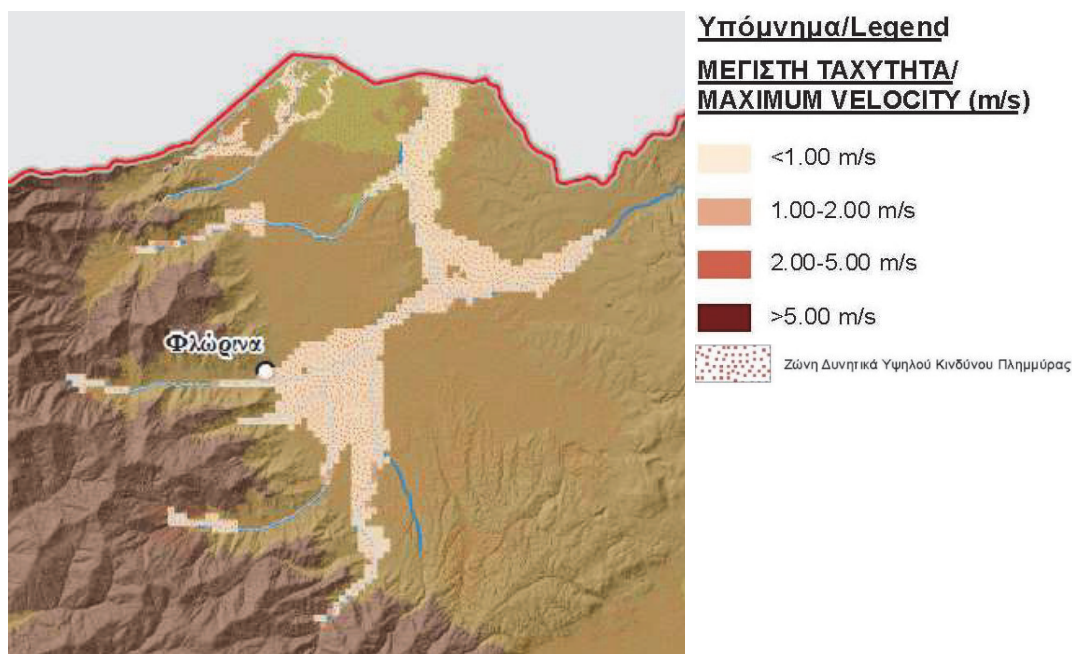 Υπόμνημα/Legend
ΜΕΓΙΣΤΗ ΤΑΧΥΤΗΤΑ/
MAXIMUM VELOCITY (m/s)
<1.00 m/s
1.00-2.00 m/s
2.00-5.00 m/s
>5.00 m/s
Ζώνη Δυνητικά Υψηλού Κινδύνου Πλημμύρας
Φλώρινα